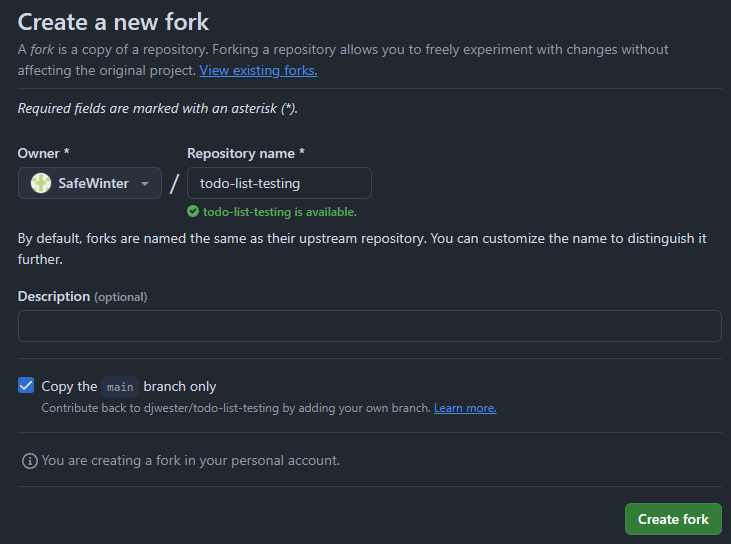 Create a new fork
A fork is a copy of a repository. Forking a repository allows you to freely experiment with changes without
affecting the original project. View existing forks.
Required fields are marked with an asterisk (*).
Owner * Repository name *
SafeWinter / todo-list-testing
todo-list-testing is available.
By default, forks are named the same as their upstream repository. You can customize the name to distinguish it
further.
Description (optional)
Copy the main branch only
Contribute back to djwester/todo-list-testing by adding your own branch. Learn more.
You are creating a fork in your personal account.
Create fork